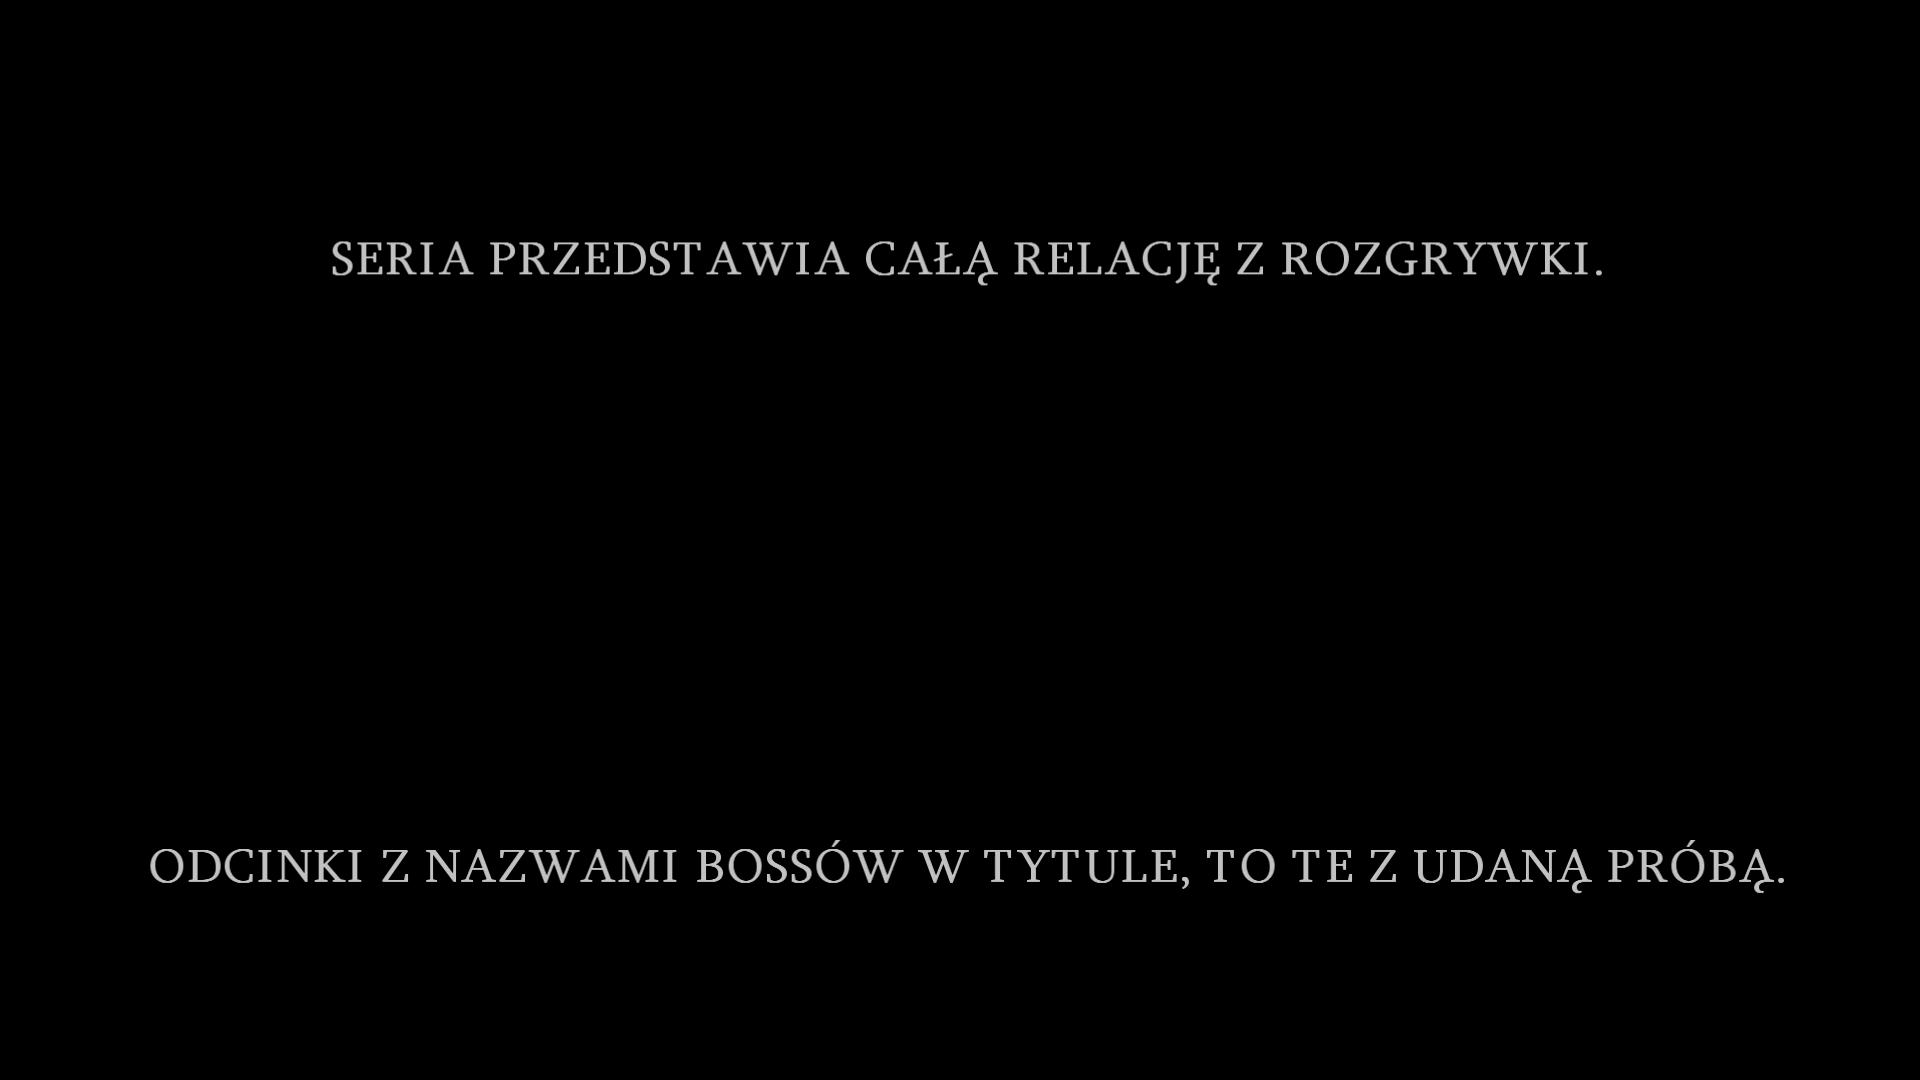 SERIA PRZEDSTAWIA CAŁĄ RELACJĘ Z ROZGRYWKI.
ODCINKI Z NAZWAMI BOSSÓW W TYTULE, TO TE Z UDANĄ PRÓBĄ.